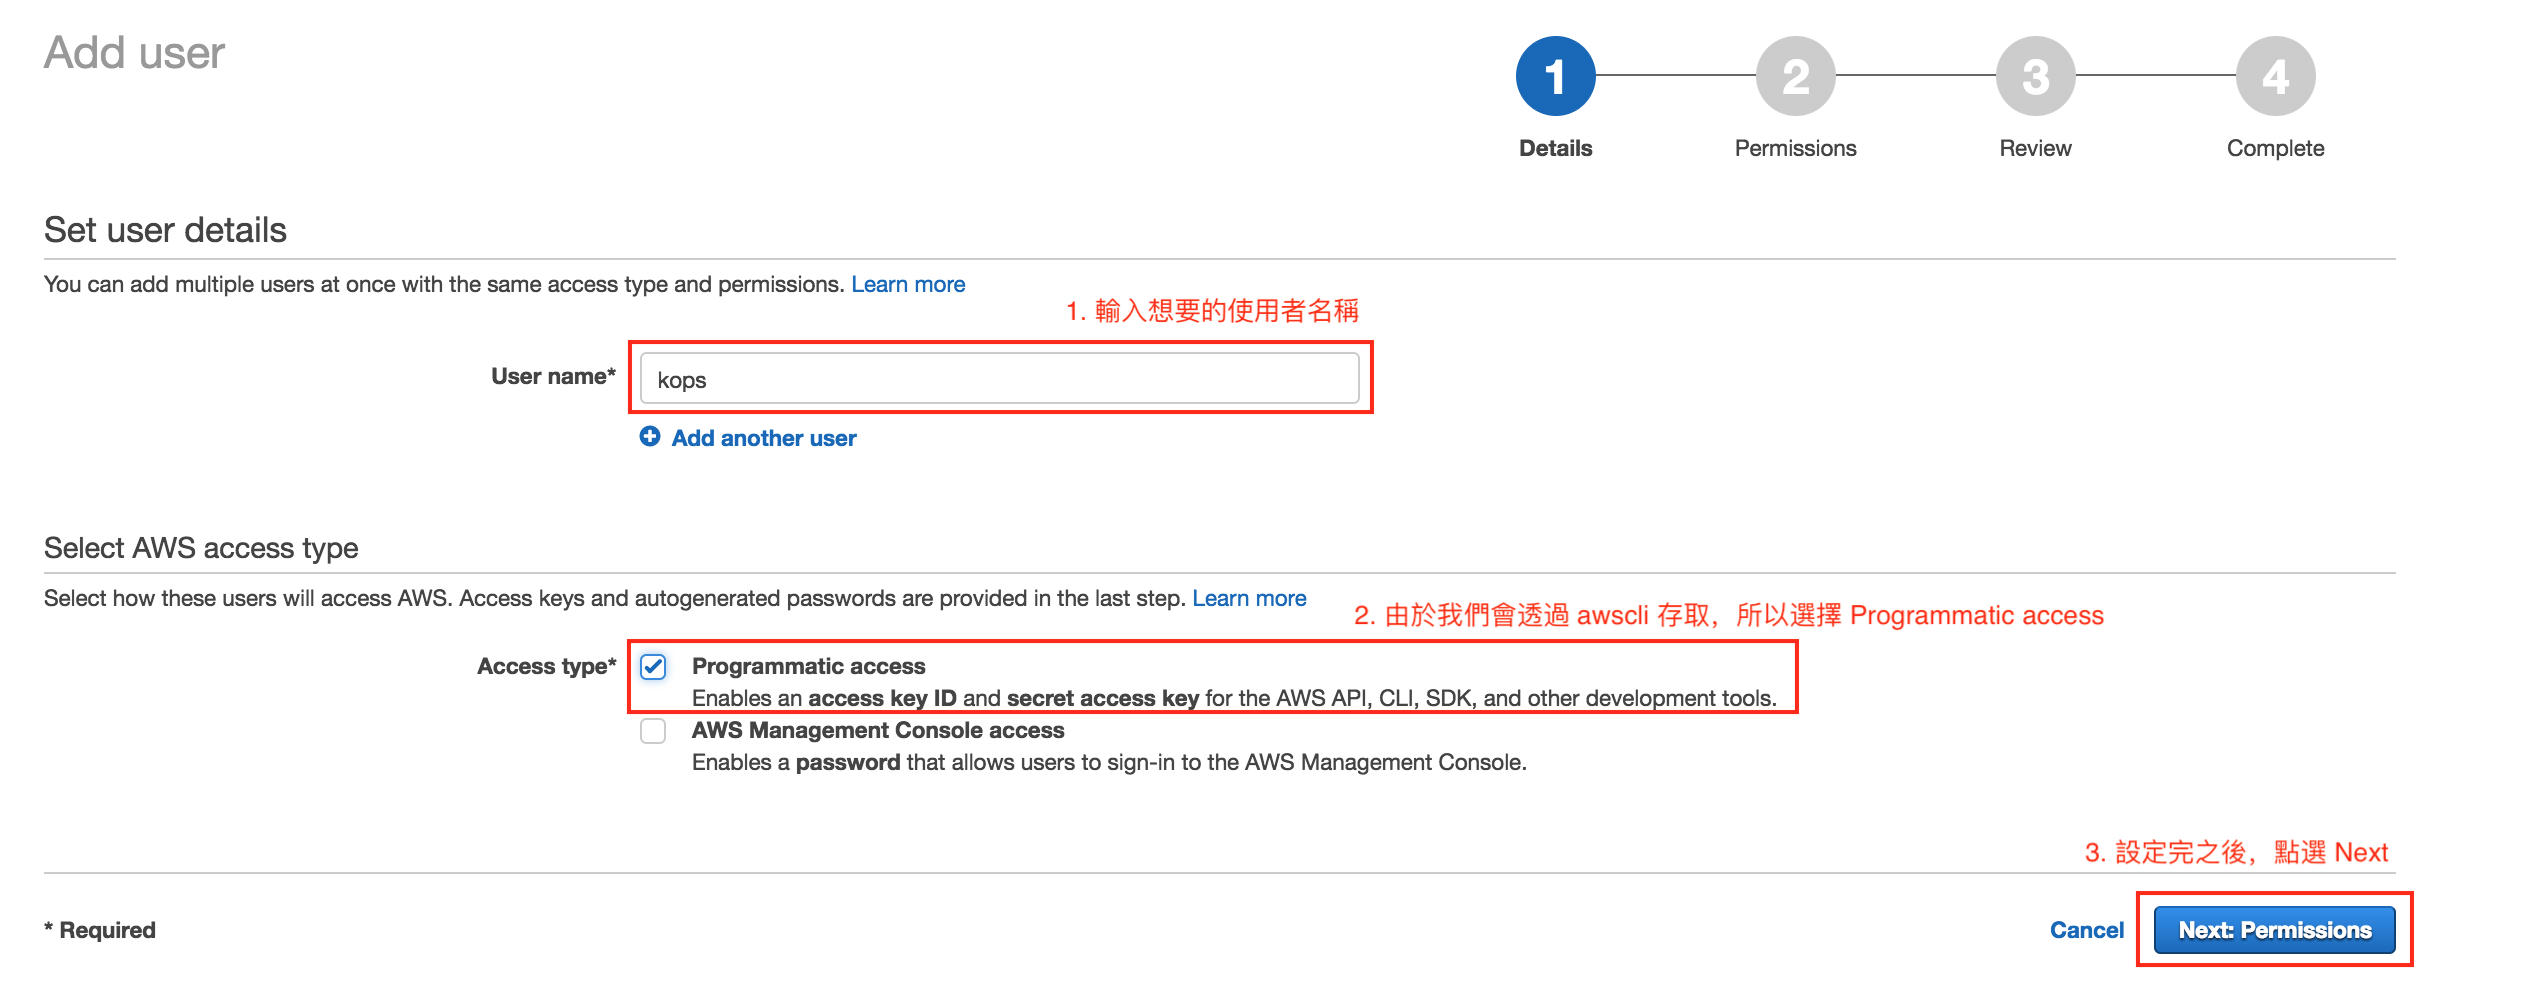 Add user
1
2
3
4
Details
Permissions
Review
Complete
Set user details
You can add multiple users at once with the same access type and permissions. Learn more
1. 輸入想要的使用者名稱
User name*
kops
Add another user
Select AWS access type
Select how these users will access AWS. Access keys and autogenerated passwords are provided in the last step. Learn more
2. 由於我們會透過 awscli 存取，所以選擇 Programmatic access
Access type*
Programmatic access
Enables an access key ID and secret access key for the AWS API, CLI, SDK, and other development tools.
AWS Management Console access
Enables a password that allows users to sign-in to the AWS Management Console.
3. 設定完之後，點選 Next
* Required
Cancel
Next: Permissions